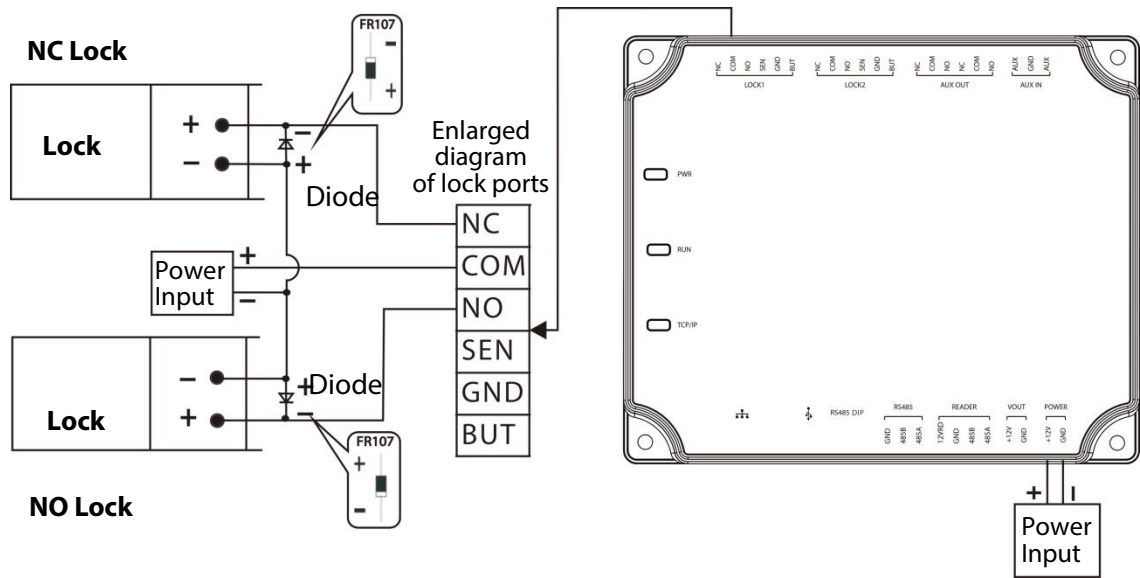 NC Lock
FR107
−
+
Lock
+
−
−
+
Diode
Enlarged
diagram
of lock ports
NC
COM
NO
SEN
GND
BUT
Power
Input
+
−
Lock
−
+
+
−
Diode
FR107
+
−
NO Lock
NC
COM
NO
SEN
GND
BUT
LOCK1
NC
COM
NO
SEN
GND
BUT
LOCK2
NC
COM
NO
NC
COM
NO
AUX OUT
AUX
GND
AUX
AUX IN
PWR
RUN
TCP/IP
RS485 DIP
RS485
GND
485B
485A
READER
12VRD
GND
485B
485A
VOUT
+12V
GND
POWER
+12V
GND
+
−
Power
Input